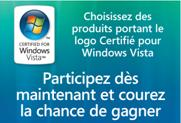 Choisissez des
produits portant le
logo Certifié pour
Windows Vista
CERTIFIED FOR
Windows
Vista™
Participez dès
maintenant et courez
la chance de gagner